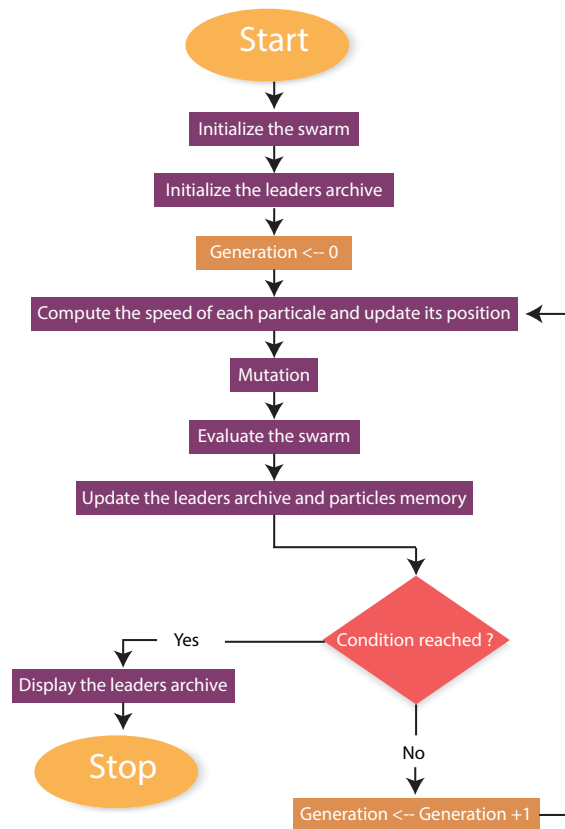 Start
Initialize the swarm
Initialize the leaders archive
Generation <-- 0
Compute the speed of each particale and update its position
Mutation
Evaluate the swarm
Update the leaders archive and particles memory
Condition reached ?
Yes
Display the leaders archive
Stop
No
Generation <-- Generation +1